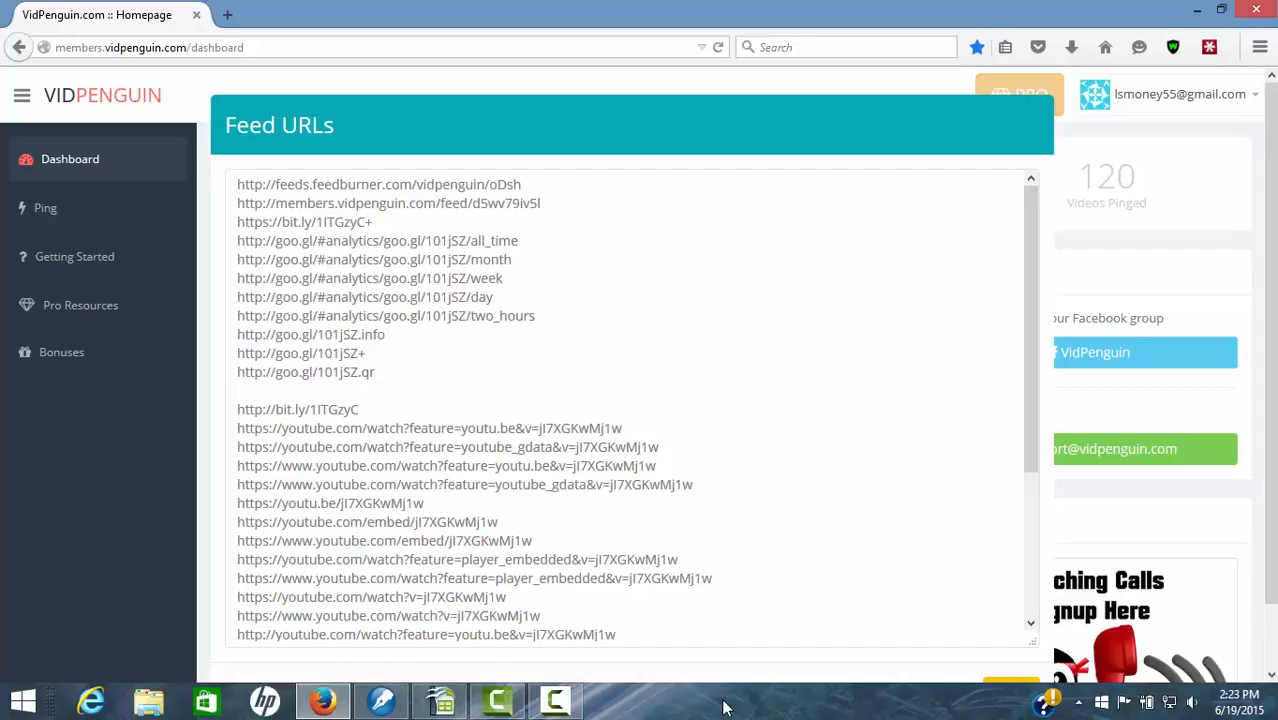 VidPenguin.com :: Homepage
members.vidpenguin.com/dashboard
Search
VIDPENGUIN
PRO
lsmoney55@gmail.com
Feed URLs
Dashboard
Ping
Getting Started
Pro Resources
Bonuses
http://feeds.feedburner.com/vidpenguin/oDsh
http://members.vidpenguin.com/feed/d5wv79iv5l
https://bit.ly/1ITGzyC+
http://goo.gl/#analytics/goo.gl/101jSZ/all_time
http://goo.gl/#analytics/goo.gl/101jSZ/month
http://goo.gl/#analytics/goo.gl/101jSZ/week
http://goo.gl/#analytics/goo.gl/101jSZ/day
http://goo.gl/#analytics/goo.gl/101jSZ/two_hours
http://goo.gl/101jSZ.info
http://goo.gl/101jSZ+
http://goo.gl/101jSZ.qr
http://bit.ly/1ITGzyC
https://youtube.com/watch?feature=youtu.be&v=jI7XGKwMj1w
https://youtube.com/watch?feature=youtube_gdata&v=jI7XGKwMj1w
https://www.youtube.com/watch?feature=youtu.be&v=jI7XGKwMj1w
https://www.youtube.com/watch?feature=youtube_gdata&v=jI7XGKwMj1w
https://youtu.be/jI7XGKwMj1w
https://youtube.com/embed/jI7XGKwMj1w
https://www.youtube.com/embed/jI7XGKwMj1w
https://youtube.com/watch?feature=player_embedded&v=jI7XGKwMj1w
https://www.youtube.com/watch?feature=player_embedded&v=jI7XGKwMj1w
https://youtube.com/watch?v=jI7XGKwMj1w
https://www.youtube.com/watch?v=jI7XGKwMj1w
http://youtube.com/watch?feature=youtu.be&v=jI7XGKwMj1w
120
Videos Pinged
our Facebook group
VidPenguin
ort@vidpenguin.com
ching Calls
gnup Here
2:23 PM
6/19/2015